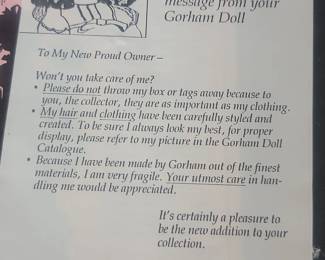 message from your
Gorham Doll
To My New Proud Owner—
Won't you take care of me?
• Please do not throw my box or tags away because to
you, the collector, they are as important as my clothing.
• My hair and clothing have been carefully styled and
created. To be sure I always look my best, for proper
display, please refer to my picture in the Gorham Doll
Catalogue.
• Because I have been made by Gorham out of the finest
materials, I am very fragile. Your utmost care in han-
dling me would be appreciated.
It's certainly a pleasure to
be the new addition to your
collection.